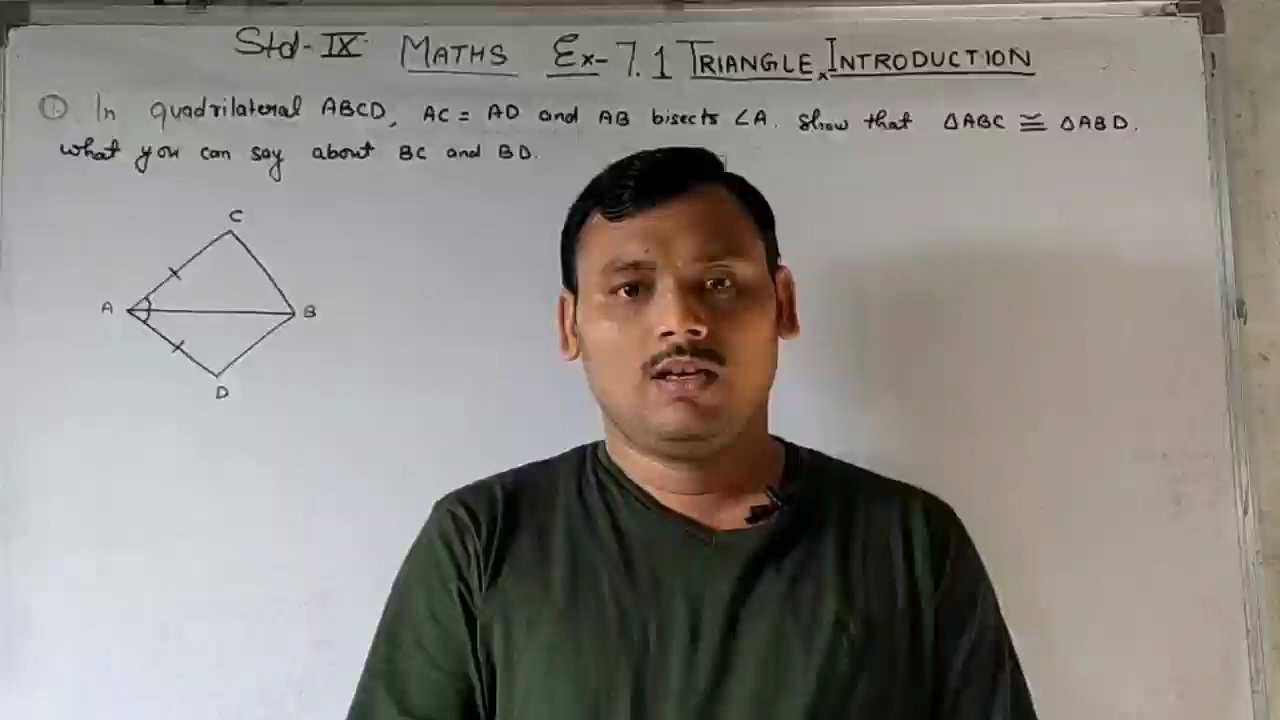 Std-IX MATHS Ex-7.1 TRIANGLE, INTRODUCTION
① In quadrilateral ABCD, AC = AD and AB bisects ∠A. Show that ΔABC ≅ ΔABD.
what you can say about BC and BD.
C
A B
D